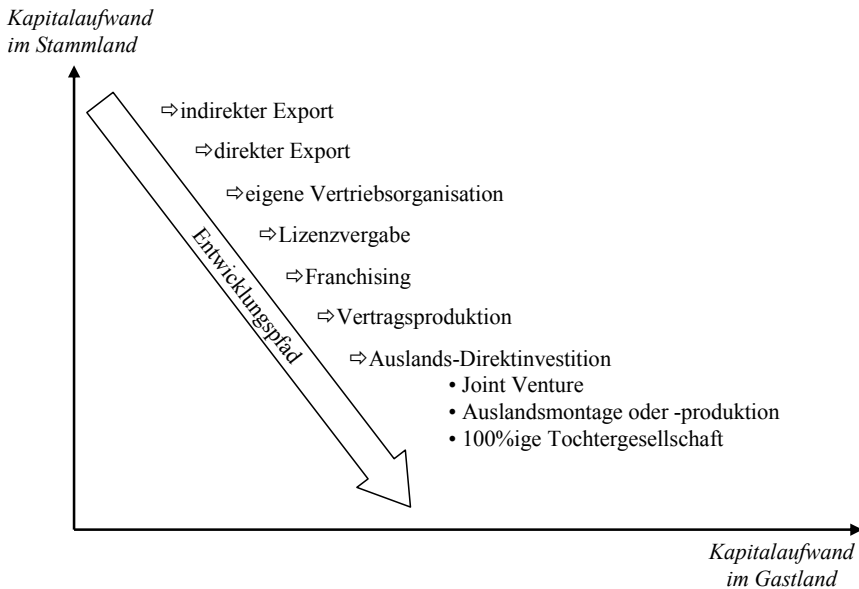 Kapitalaufwand
im Stammland
⇨indirekter Export
⇨direkter Export
⇨eigene Vertriebsorganisation
⇨Lizenzvergabe
⇨Franchising
⇨Vertragsproduktion
⇨Auslands-Direktinvestition
• Joint Venture
• Auslandsmontage oder -produktion
• 100%ige Tochtergesellschaft
Entwicklungspfad
Kapitalaufwand
im Gastland